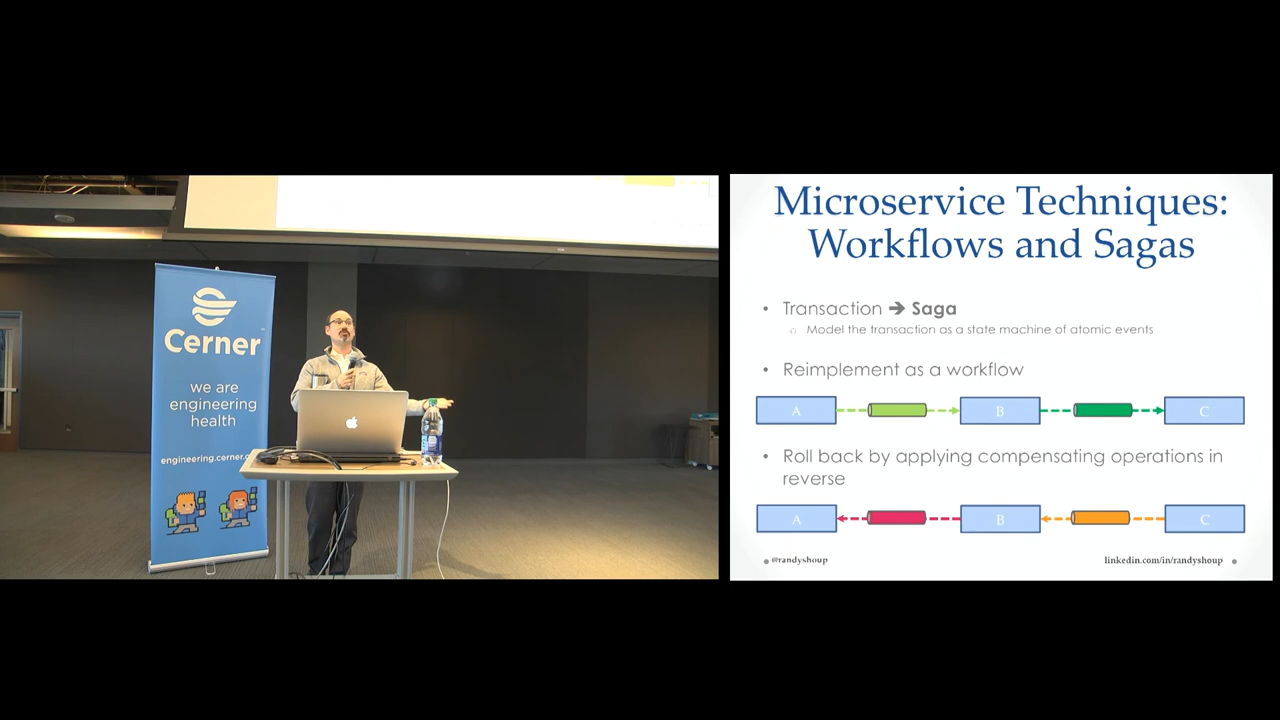 Cerner
we are
engineering
health
engineering.cerner.c
Microservice Techniques:
Workflows and Sagas
• Transaction ➔ Saga
○ Model the transaction as a state machine of atomic events
• Reimplement as a workflow
A B C
• Roll back by applying compensating operations in
reverse
A B C
@randyshoup linkedin.com/in/randyshoup